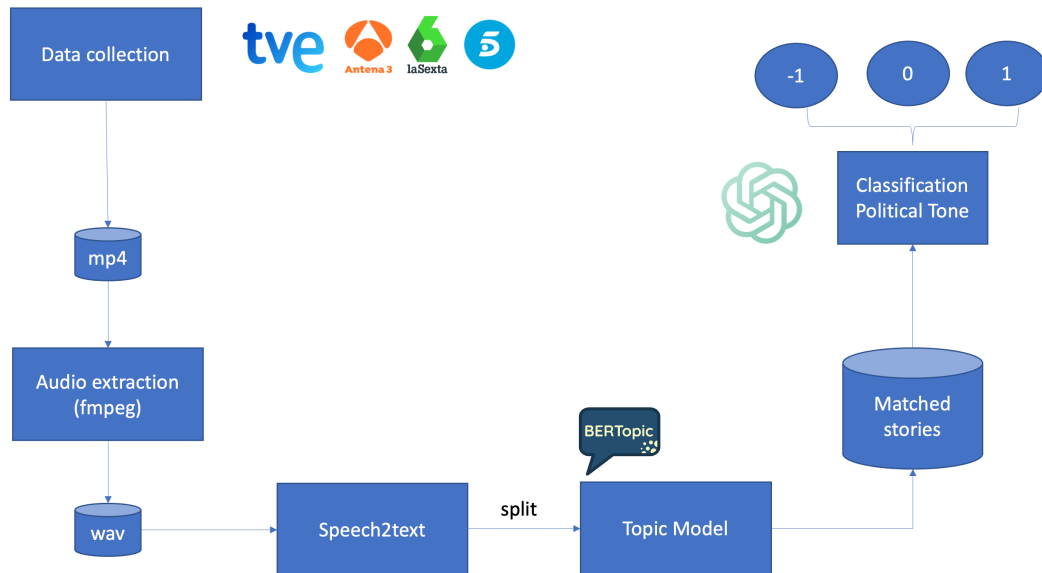 Data collection
tve
Antena 3
laSexta
5
-1
0
1
Classification
Political Tone
mp4
Audio extraction
(fmpeg)
Matched
stories
BERTopic
wav
Speech2text
split
Topic Model